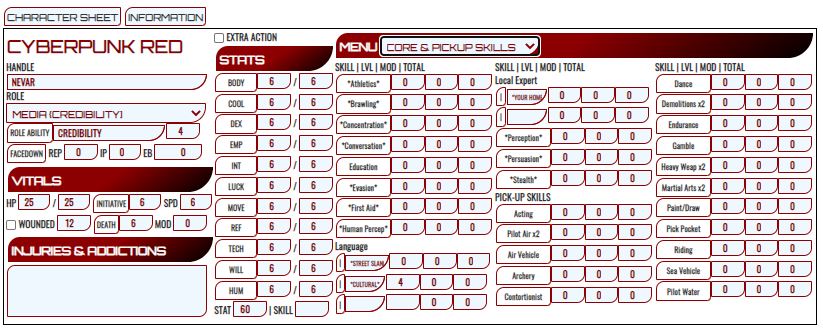 CHARACTER SHEET INFORMATION
CYBERPUNK RED
HANDLE
NEVAR
ROLE
MEDIA (CREDIBILITY)
ROLE ABILITY CREDIBILITY 4
FACEDOWN REP 0 IP 0 EB 0
VITALS
HP 25 / 25 INITIATIVE 6 SPD 6
WOUNDED 12 DEATH 6 MOD 0
INJURIES & ADDICTIONS
EXTRA ACTION
STATS
BODY 6 / 6
COOL 6 / 6
DEX 6 / 6
EMP 6 / 6
INT 6 / 6
LUCK 6 / 6
MOVE 6 / 6
REF 6 / 6
TECH 6 / 6
WILL 6 / 6
HUM 6 / 6
STAT 60 | SKILL
MENU CORE & PICKUP SKILLS
SKILL | LVL | MOD | TOTAL
*Athletics* 0 0 0
*Brawling* 0 0 0
*Concentration* 0 0 0
*Conversation* 0 0 0
Education 0 0 0
*Evasion* 0 0 0
*First Aid* 0 0 0
*Human Percep* 0 0 0
Language
*STREET SLAN 0 0 0
*CULTURAL* 4 0 0
0 0
SKILL | LVL | MOD | TOTAL
Local Expert
*YOUR HOME 0 0 0
0 0 0
*Perception* 0 0 0
*Persuasion* 0 0 0
*Stealth* 0 0 0
PICK-UP SKILLS
Acting 0 0 0
Pilot Air x2 0 0 0
Air Vehicle 0 0 0
Archery 0 0 0
Contortionist 0 0 0
SKILL | LVL | MOD | TOTAL
Dance 0 0 0
Demolitions x2 0 0 0
Endurance 0 0 0
Gamble 0 0 0
Heavy Weap x2 0 0 0
Martial Arts x2 0 0 0
Paint/Draw 0 0 0
Pick Pocket 0 0 0
Riding 0 0 0
Sea Vehicle 0 0 0
Pilot Water 0 0 0